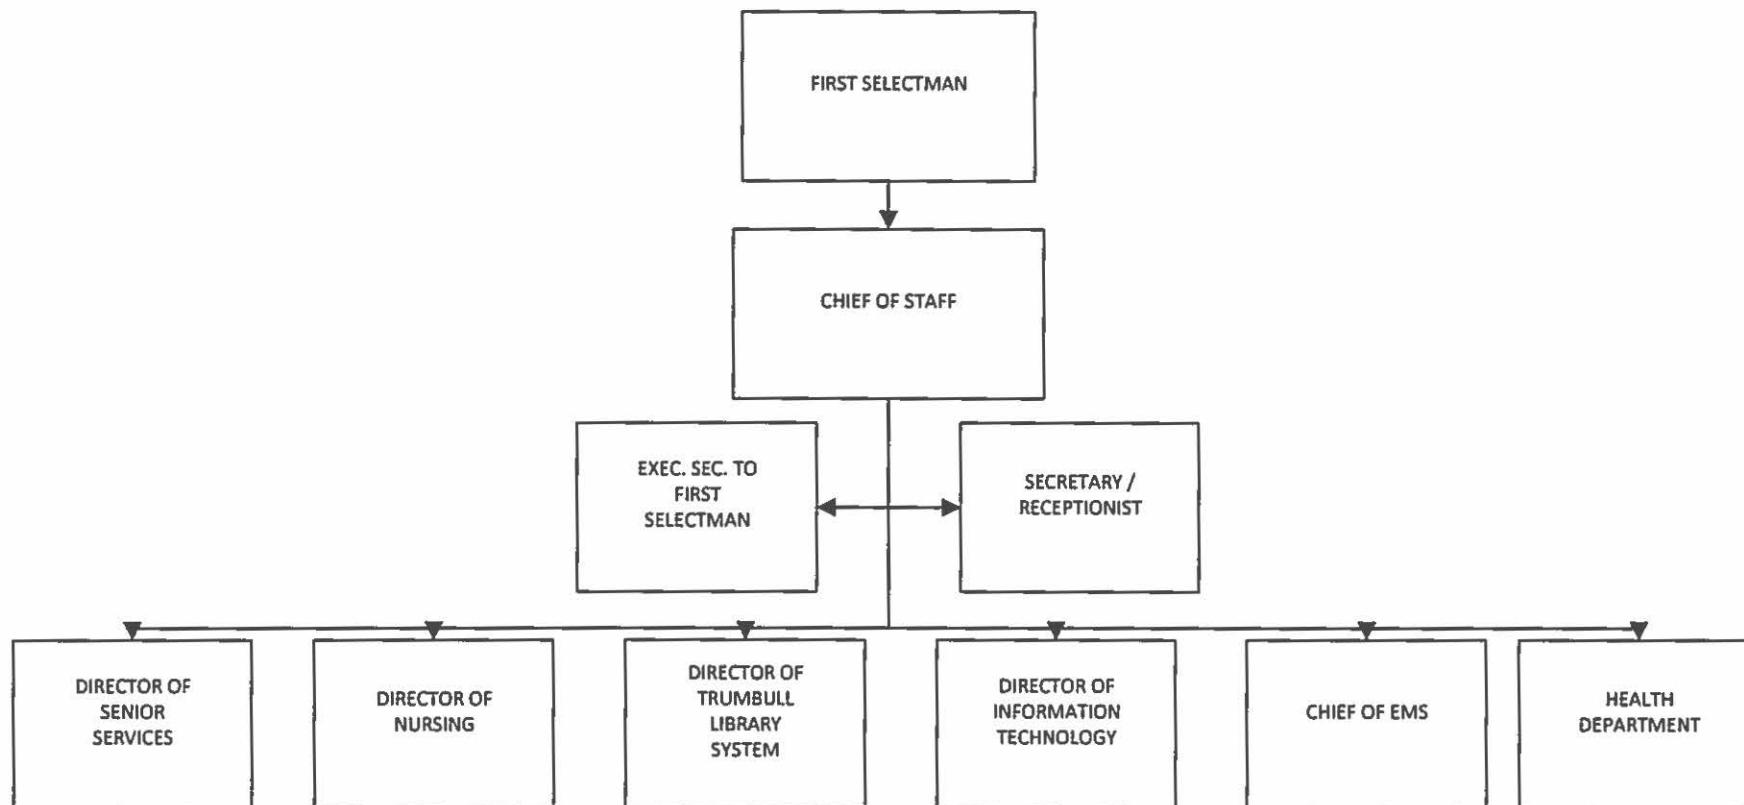 FIRST SELECTMAN
CHIEF OF STAFF
EXEC. SEC. TO
FIRST
SELECTMAN
SECRETARY /
RECEPTIONIST
DIRECTOR OF
SENIOR
SERVICES
DIRECTOR OF
NURSING
DIRECTOR OF
TRUMBULL
LIBRARY
SYSTEM
DIRECTOR OF
INFORMATION
TECHNOLOGY
CHIEF OF EMS
HEALTH
DEPARTMENT